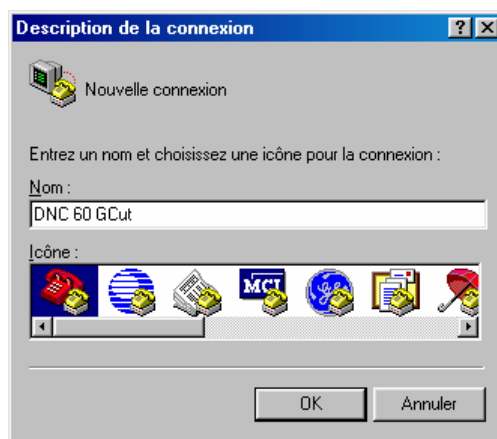 Description de la connexion
Nouvelle connexion
Entrez un nom et choisissez une icône pour la connexion :
Nom :
DNC 60 GCut
Icône :
MCI
OK Annuler